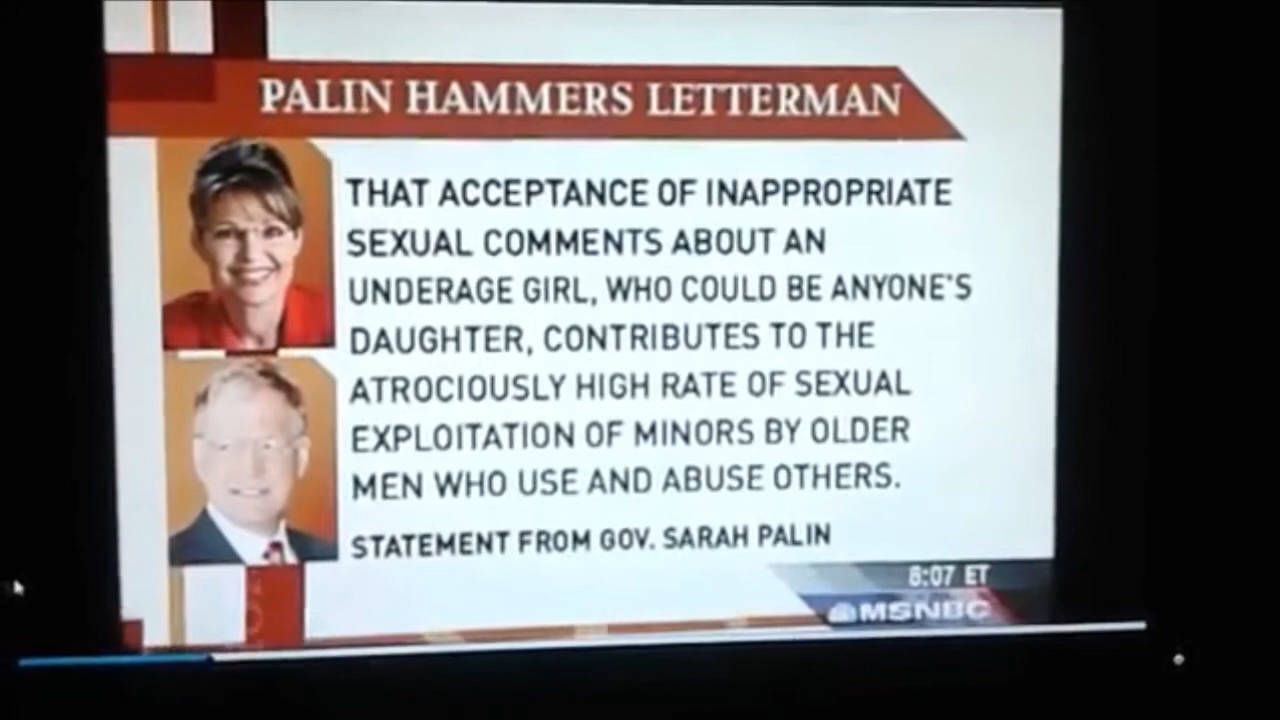 PALIN HAMMERS LETTERMAN
THAT ACCEPTANCE OF INAPPROPRIATE
SEXUAL COMMENTS ABOUT AN
UNDERAGE GIRL, WHO COULD BE ANYONE'S
DAUGHTER, CONTRIBUTES TO THE
ATROCIOUSLY HIGH RATE OF SEXUAL
EXPLOITATION OF MINORS BY OLDER
MEN WHO USE AND ABUSE OTHERS.
STATEMENT FROM GOV. SARAH PALIN
8:07 ET
MSNBC